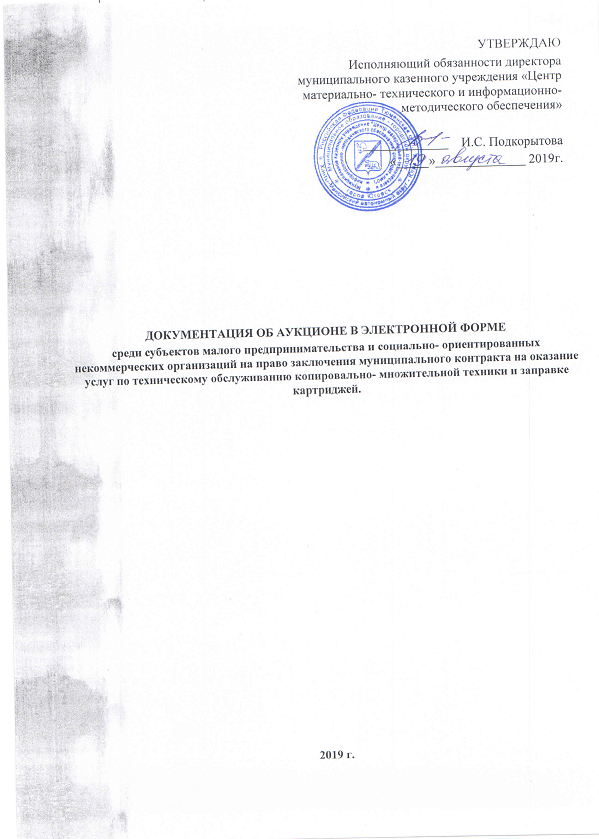 УТВЕРЖДАЮ
Исполняющий обязанности директора
муниципального казенного учреждения «Центр
материально- технического и информационно-
методического обеспечения»
И.С. Подкорытова
» августа 2019г.
ДОКУМЕНТАЦИЯ ОБ АУКЦИОНЕ В ЭЛЕКТРОННОЙ ФОРМЕ
среди субъектов малого предпринимательства и социально- ориентированных
некоммерческих организаций на право заключения муниципального контракта на оказание
услуг по техническому обслуживанию копировально- множительной техники и заправке
картриджей.
2019 г.